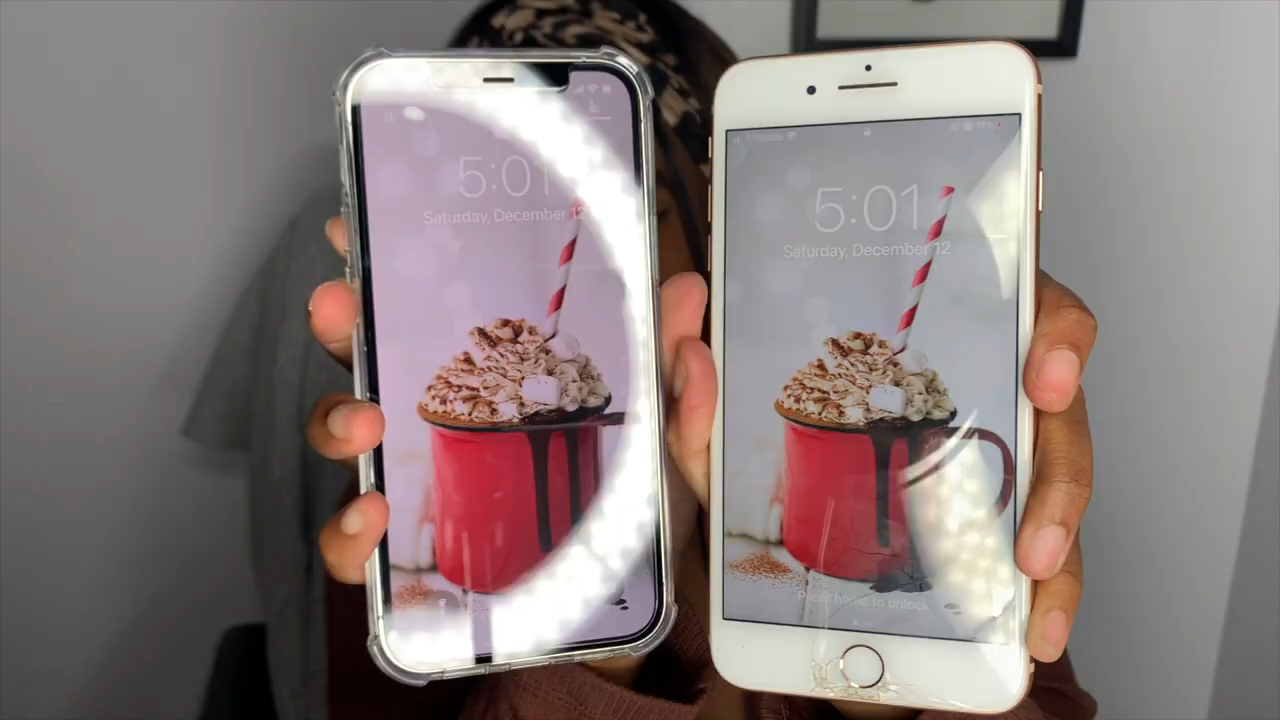 5:01
Saturday, December 12
5:01
Saturday, December 12
Press home to unlock